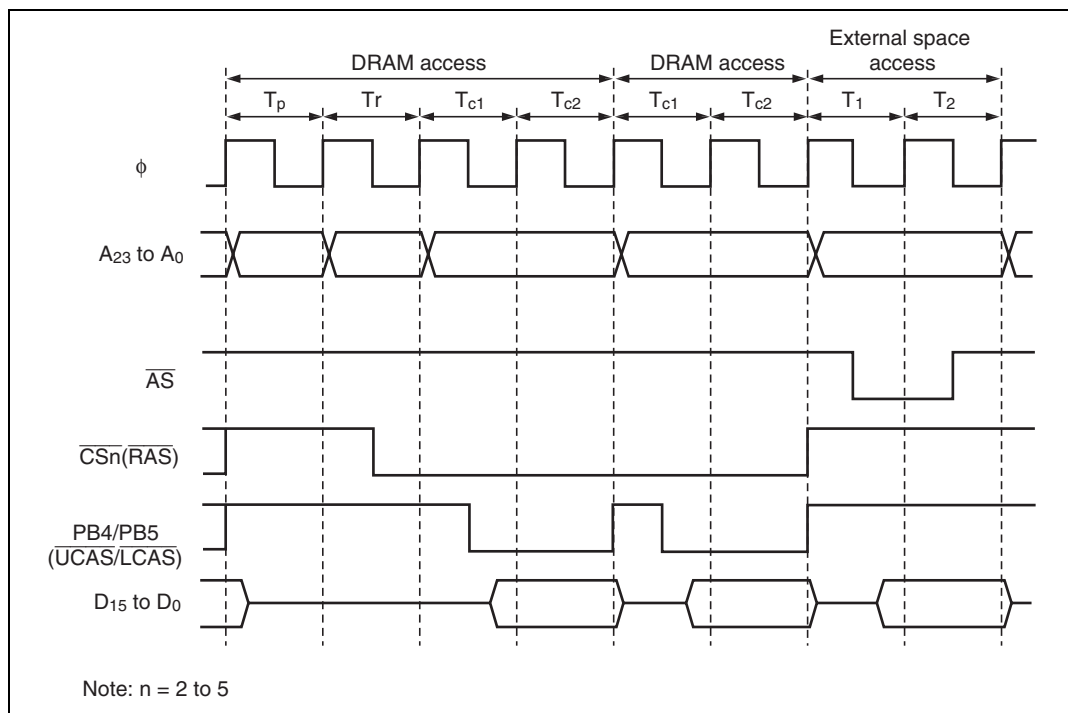 External space
DRAM access DRAM access access
Tp Tr Tc1 Tc2 Tc1 Tc2 T1 T2
φ
A23 to A0
AS
CSn(RAS)
PB4/PB5
(UCAS/LCAS)
D15 to D0
Note: n = 2 to 5